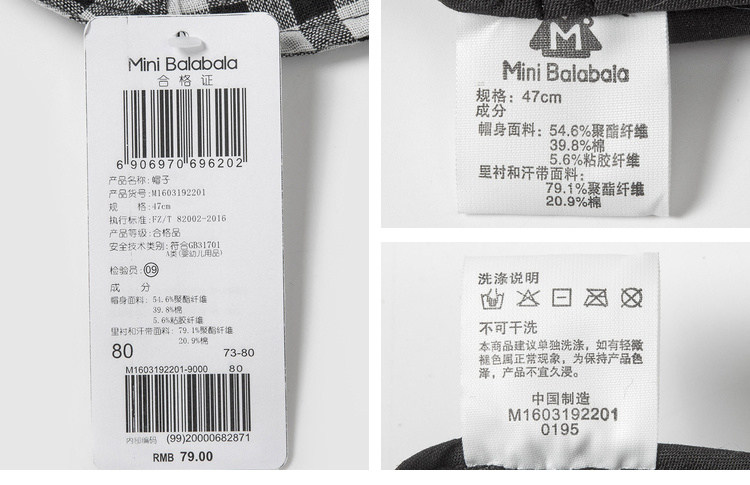 Mini Balabala
合格证
6 906970 696202
产品名称:帽子
产品货号:M1603192201
规 格:47cm
执行标准:FZ/T 82002-2016
产品等级:合格品
安全技术类别:符合GB31701
A类(婴幼儿用品)
检验员:09
成 分
帽身面料:54.6%聚酯纤维
39.8%棉
5.6%粘胶纤维
里衬和汗带面料:79.1%聚酯纤维
20.9%棉
80 73-80
M1603192201-9000 80
内部编码 (99)20000682871
RMB 79.00
M
Mini Balabala
规格:47cm
成分
帽身面料:54.6%聚酯纤维
39.8%棉
5.6%粘胶纤维
里衬和汗带面料:
79.1%聚酯纤维
20.9%棉
洗涤说明
不可干洗
本商品建议单独洗涤,如有轻微
褪色属正常现象,为保持产品色
泽,产品不宜久浸。
中国制造
M1603192201
0195